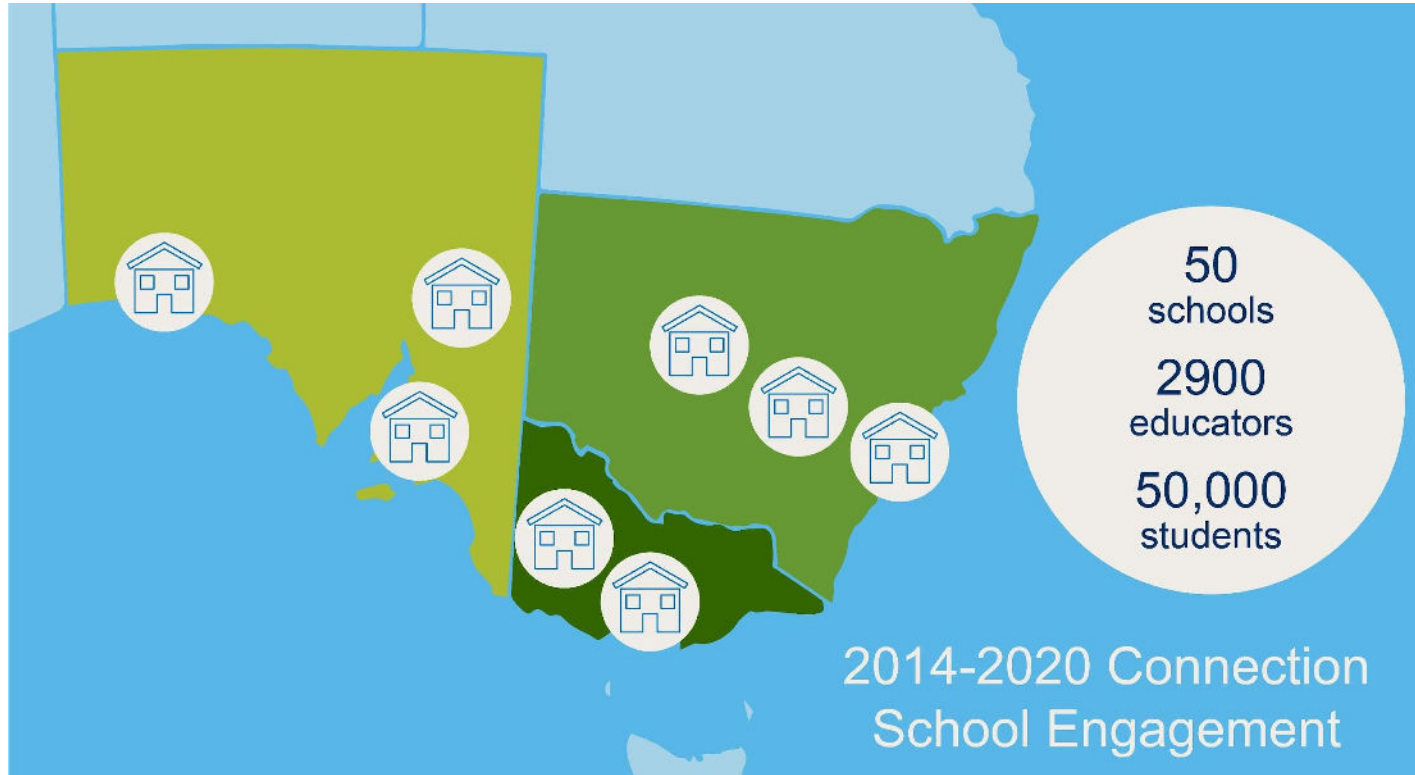 50
schools
2900
educators
50,000
students
2014-2020 Connection
School Engagement